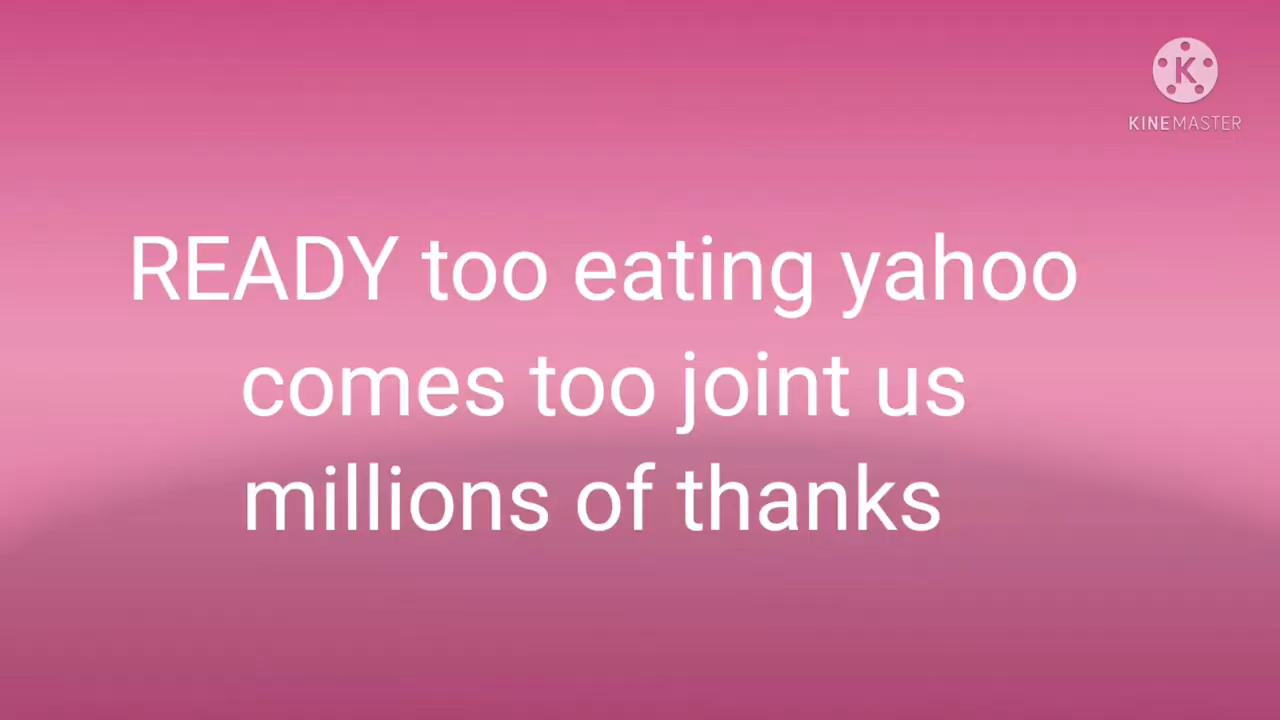 KINEMASTER
READY too eating yahoo
comes too joint us
millions of thanks